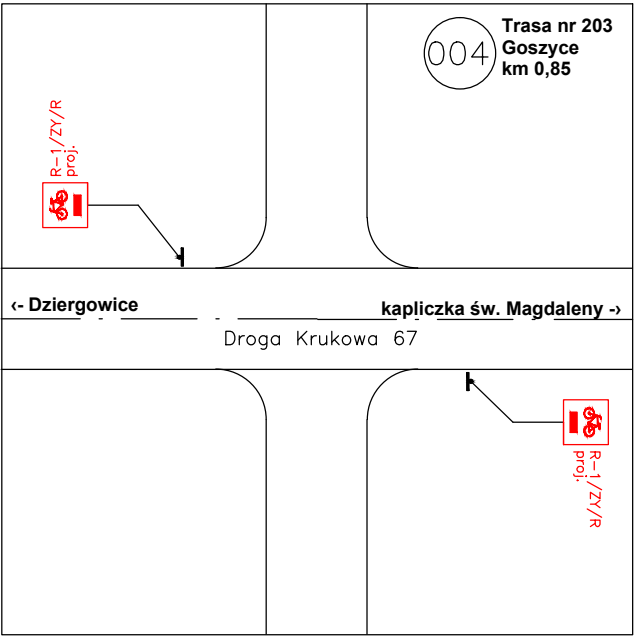 004
Trasa nr 203
Goszyce
km 0,85
R-1/ZY/R
proj.
‹- Dziergowice
kapliczka św. Magdaleny -›
Droga Krukowa 67
R-1/ZY/R
proj.